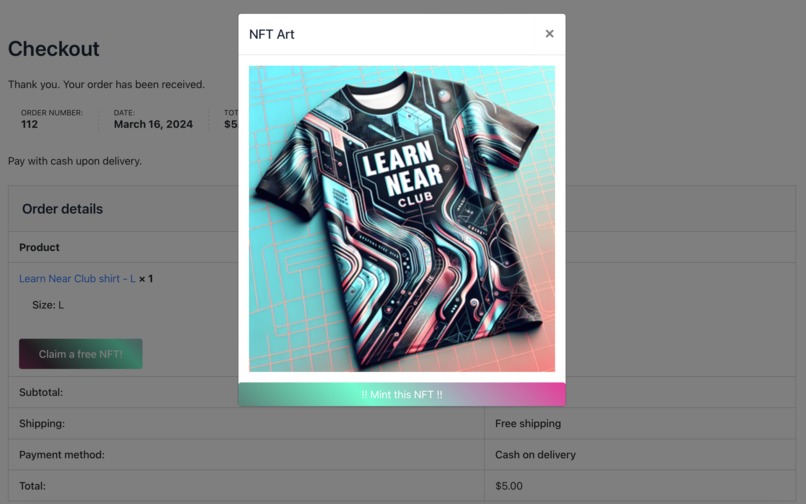 NFT Art
×
LEARN
NEAR
CLUB
!! Mint this NFT !!
Checkout
Thank you. Your order has been received.
ORDER NUMBER:
112
DATE:
March 16, 2024
TOT
$5
Pay with cash upon delivery.
Order details
Product
Learn Near Club shirt - L × 1
Size: L
Claim a free NFT!
Subtotal:
Shipping: Free shipping
Payment method: Cash on delivery
Total: $5.00